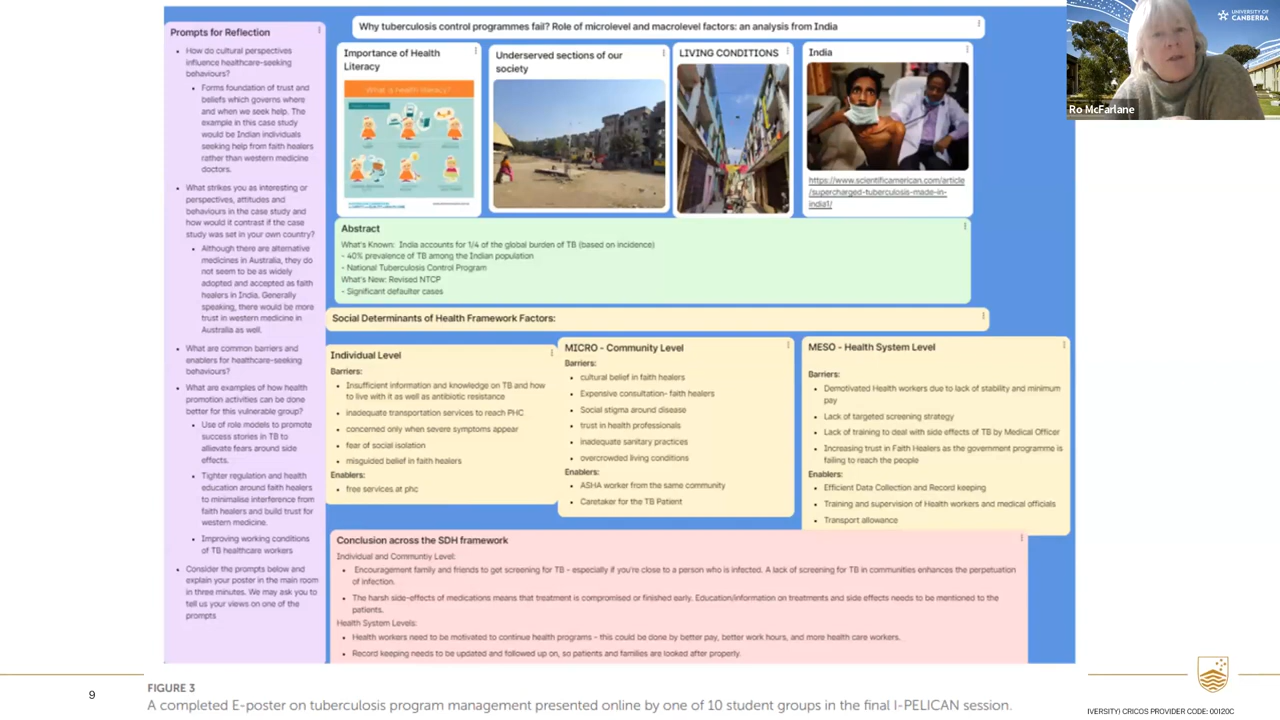 Prompts for Reflection
How do cultural perspectives
influence healthcare-seeking
behaviours?
Forms foundation of trust and
beliefs which governs where
and when we seek help. The
example in this case study
would be Indian individuals
seeking help from faith healers
rather than western medicine
doctors.
What strikes you as interesting or
perspectives, attitudes and
behaviours in the case study and
how would it contrast if the case
study was set in your own country?
Although there are alternative
medicines in Australia, they do
not seem to be as widely
adopted and accepted as faith
healers in India. Generally
speaking, there would be more
trust in western medicine in
Australia as well.
What are common barriers and
enablers for healthcare-seeking
behaviours?
What are examples of how health
promotion activities can be done
better for this vulnerable group?
Use of role models to promote
success stories in TB to
allievate fears around side
effects.
Tighter regulation and health
education around faith healers
to minimalise interference from
faith healers and build trust for
western medicine.
Improving working conditions
of TB healthcare workers
Consider the prompts below and
explain your poster in the main room
in three minutes. We may ask you to
tell us your views on one of the
prompts
Why tuberculosis control programmes fail? Role of microlevel and macrolevel factors: an analysis from India
Importance of Health
Literacy
What is health literacy?
Underserved sections of our
society
LIVING CONDITIONS
India
https://www.scientificamerican.com/article
/supercharged-tuberculosis-made-in-
india1/
Abstract
What's Known: India accounts for 1/4 of the global burden of TB (based on incidence)
- 40% prevalence of TB among the Indian population
- National Tuberculosis Control Program
What's New: Revised NTCP
- Significant defaulter cases
Social Determinants of Health Framework Factors:
Individual Level
Barriers:
Insufficient information and knowledge on TB and how
to live with it as well as antibiotic resistance
inadequate transportation services to reach PHC
concerned only when severe symptoms appear
fear of social isolation
misguided belief in faith healers
Enablers:
free services at phc
MICRO - Community Level
Barriers:
cultural belief in faith healers
Expensive consultation- faith healers
Social stigma around disease
trust in health professionals
inadequate sanitary practices
overcrowded living conditions
Enablers:
ASHA worker from the same community
Caretaker for the TB Patient
MESO - Health System Level
Barriers:
Demotivated Health workers due to lack of stability and minimum
pay
Lack of targeted screening strategy
Lack of training to deal with side effects of TB by Medical Officer
Increasing trust in Faith Healers as the government programme is
failing to reach the people
Enablers:
Efficient Data Collection and Record keeping
Training and supervision of Health workers and medical officials
Transport allowance
Conclusion across the SDH framework
Individual and Communtiy Level:
Encouragement family and friends to get screening for TB - especially if you're close to a person who is infected. A lack of screening for TB in communities enhances the perpetuation
of infection.
The harsh side-effects of medications means that treatment is compromised or finished early. Education/information on treatments and side effects needs to be mentioned to the
patients.
Health System Levels:
Health workers need to be motivated to continue health programs - this could be done by better pay, better work hours, and more health care workers.
Record keeping needs to be updated and followed up on, so patients and families are looked after properly.
UNIVERSITY OF
CANBERRA
Ro McFarlane
9
FIGURE 3
A completed E-poster on tuberculosis program management presented online by one of 10 student groups in the final I-PELICAN session.
IVERSITY) CRICOS PROVIDER CODE: 00120C